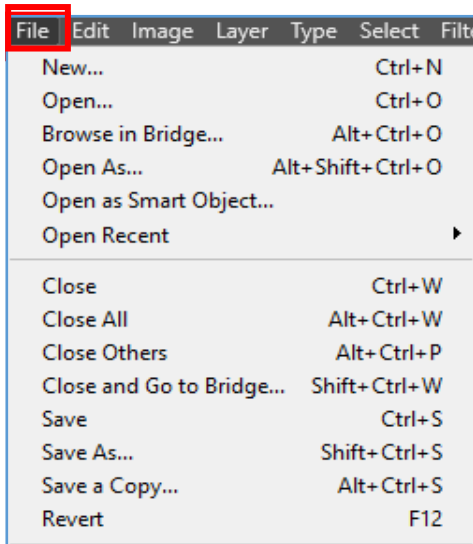 File Edit Image Layer Type Select
New... Ctrl+N
Open... Ctrl+O
Browse in Bridge... Alt+Ctrl+O
Open As... Alt+Shift+Ctrl+O
Open as Smart Object...
Open Recent
Close Ctrl+W
Close All Alt+Ctrl+W
Close Others Alt+Ctrl+P
Close and Go to Bridge... Shift+Ctrl+W
Save Ctrl+S
Save As... Shift+Ctrl+S
Save a Copy... Alt+Ctrl+S
Revert F12